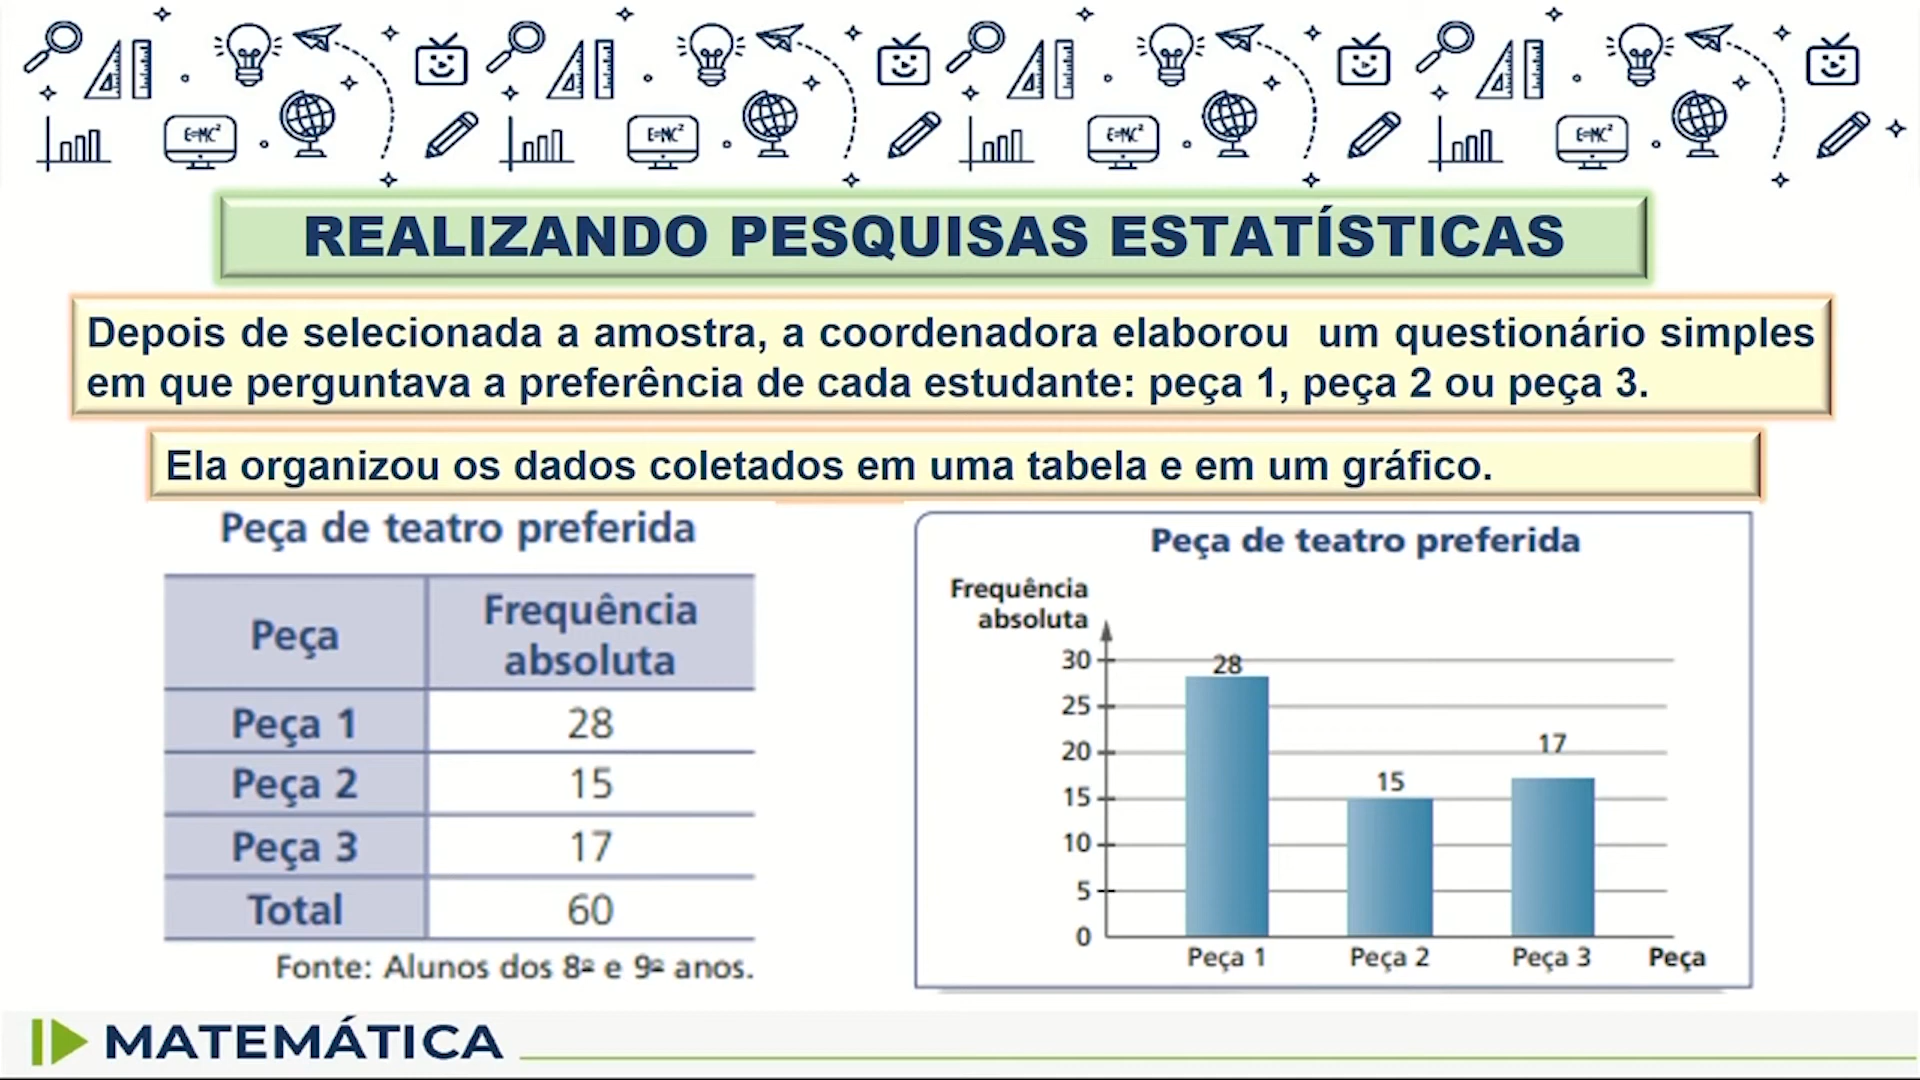 E=MC²
E=MC²
E=MC²
E=MC²
REALIZANDO PESQUISAS ESTATÍSTICAS
Depois de selecionada a amostra, a coordenadora elaborou um questionário simples
em que perguntava a preferência de cada estudante: peça 1, peça 2 ou peça 3.
Ela organizou os dados coletados em uma tabela e em um gráfico.
Peça de teatro preferida
Peça
Frequência
absoluta
Peça 1 28
Peça 2 15
Peça 3 17
Total 60
Fonte: Alunos dos 8º e 9º anos.
Peça de teatro preferida
Frequência
absoluta
30
25
20
15
10
5
0
28
15
17
Peça 1 Peça 2 Peça 3 Peça
MATEMÁTICA